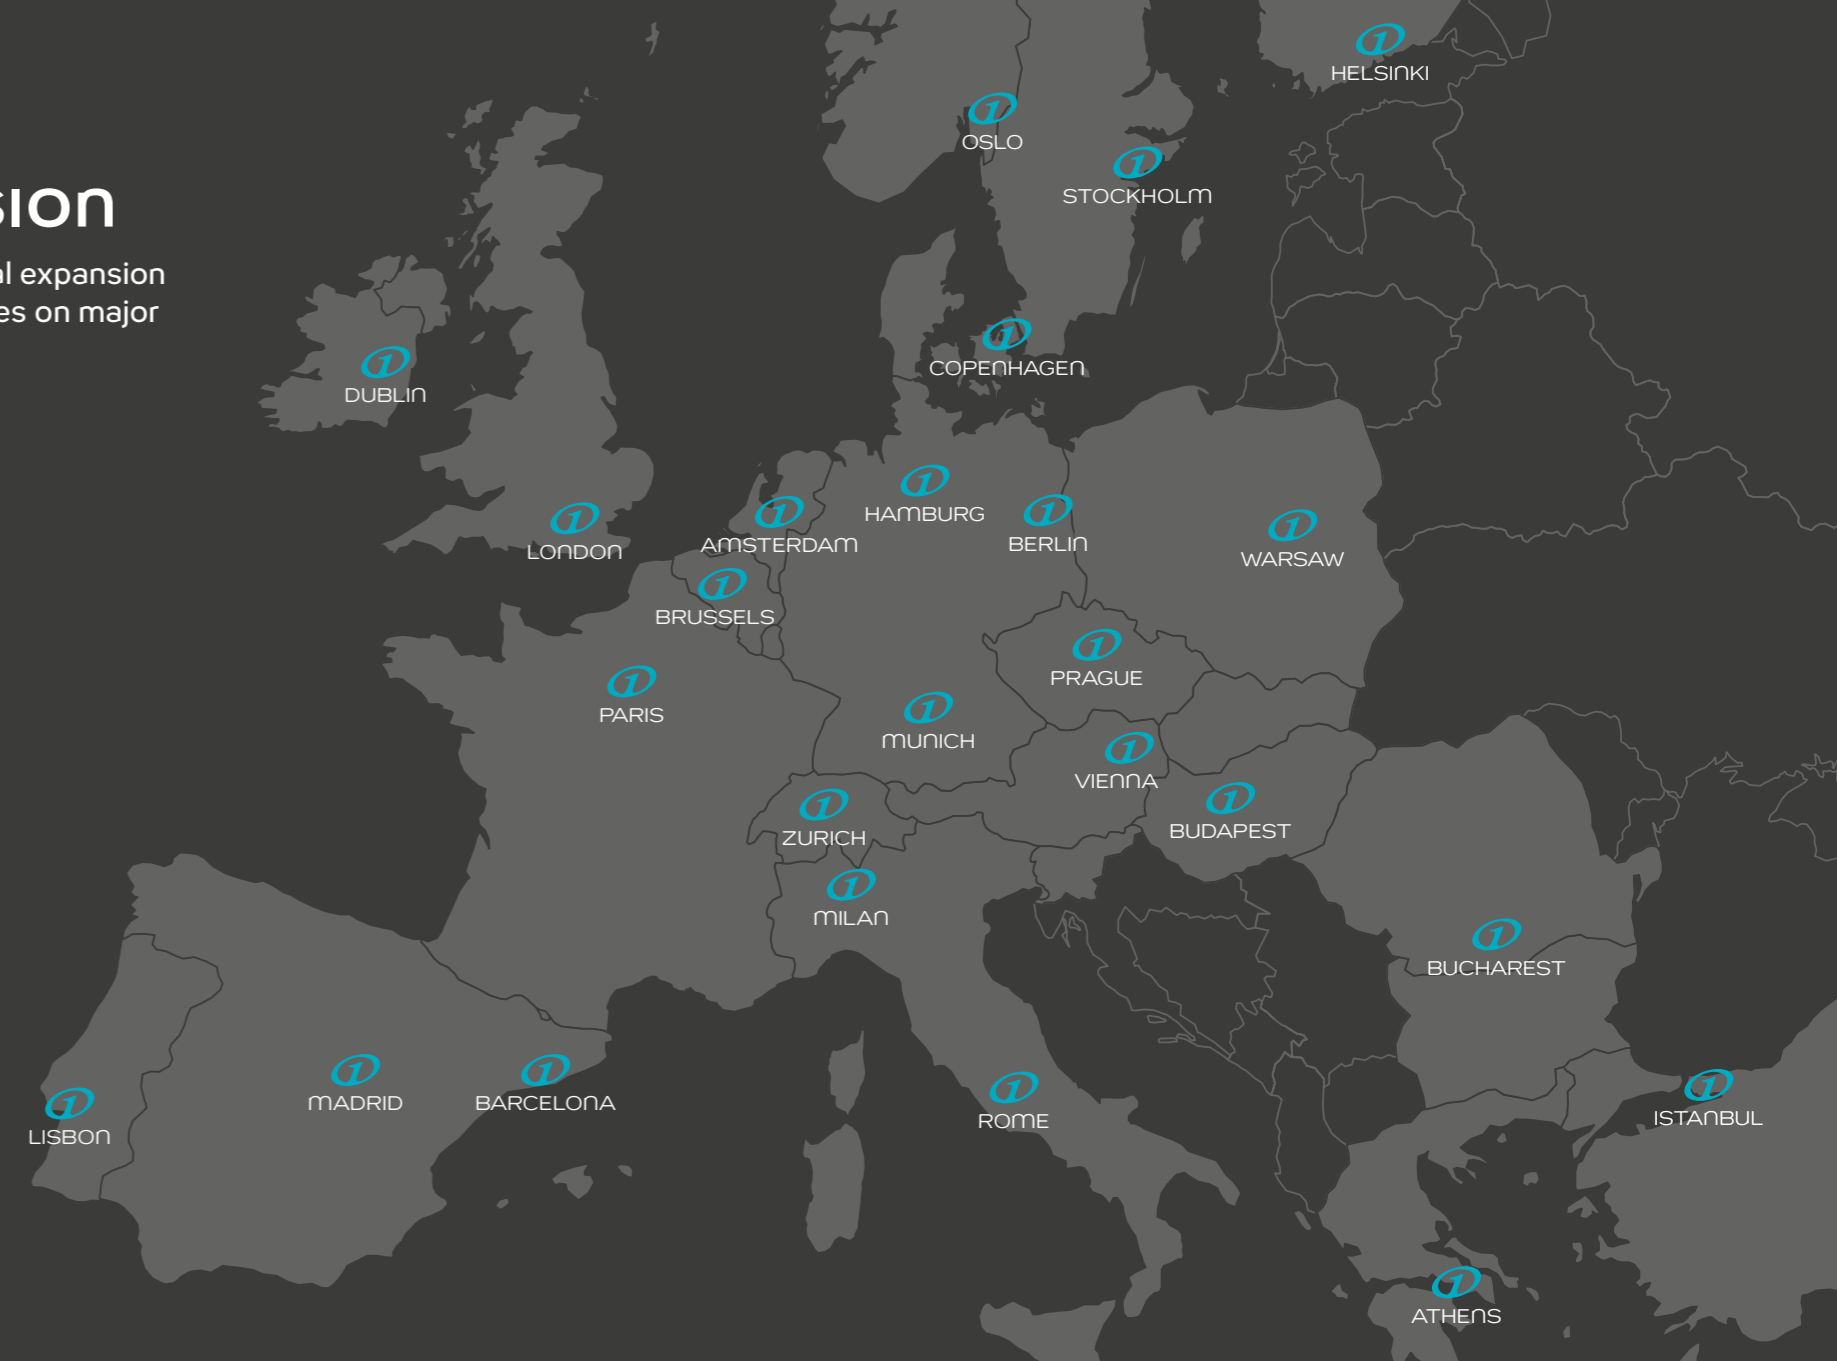 sion
al expansion
es on major
HELSINKI
OSLO
STOCKHOLM
COPENHAGEN
DUBLIN
HAMBURG
BERLIN
AMSTERDAM
LONDON
WARSAW
BRUSSELS
PRAGUE
PARIS
MUNICH
VIENNA
ZURICH
BUDAPEST
MILAN
BUCHAREST
MADRID
BARCELONA
ROME
ISTANBUL
LISBON
ATHENS